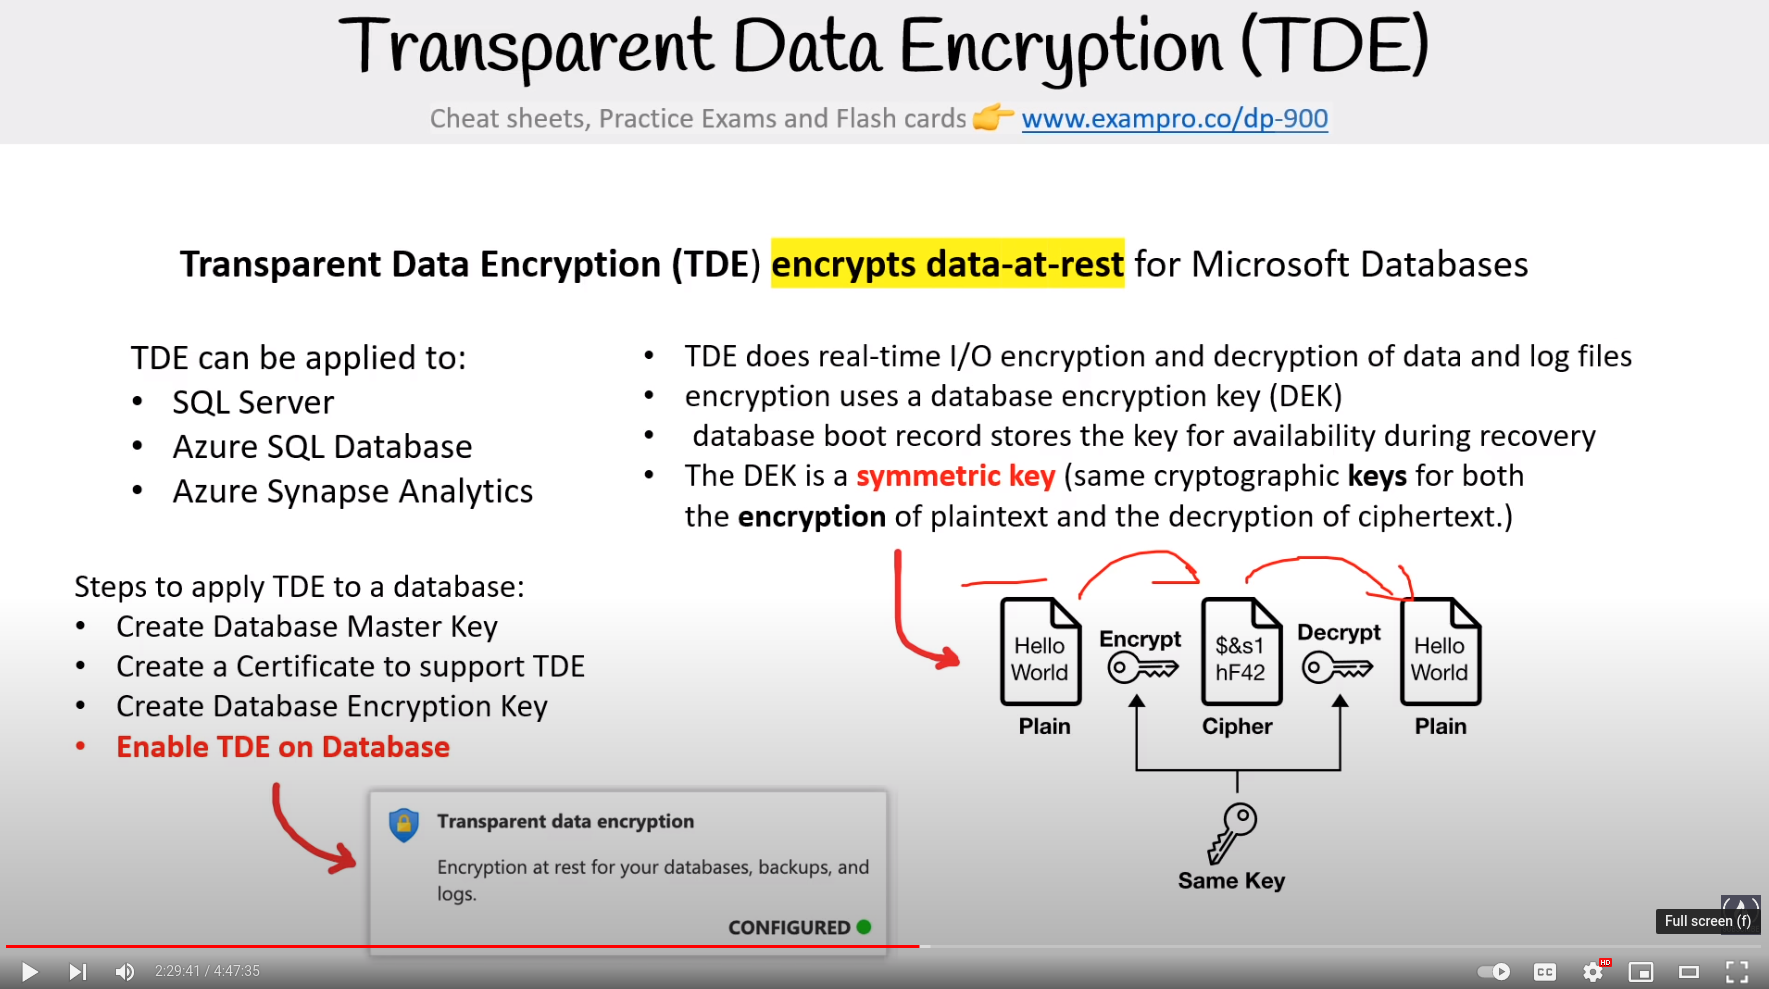 Transparent Data Encryption (TDE)
Cheat sheets, Practice Exams and Flash cards 👉 www.exampro.co/dp-900
Transparent Data Encryption (TDE) encrypts data-at-rest for Microsoft Databases
TDE can be applied to:
• SQL Server
• Azure SQL Database
• Azure Synapse Analytics
• TDE does real-time I/O encryption and decryption of data and log files
• encryption uses a database encryption key (DEK)
• database boot record stores the key for availability during recovery
• The DEK is a symmetric key (same cryptographic keys for both
the encryption of plaintext and the decryption of ciphertext.)
Steps to apply TDE to a database:
• Create Database Master Key
• Create a Certificate to support TDE
• Create Database Encryption Key
• Enable TDE on Database
Transparent data encryption
Encryption at rest for your databases, backups, and
logs.
CONFIGURED
Hello
World
Plain
Encrypt
$&s1
hF42
Cipher
Decrypt
Hello
World
Plain
Same Key
Full screen (f)
2:29:41 / 4:47:35
CC
HD